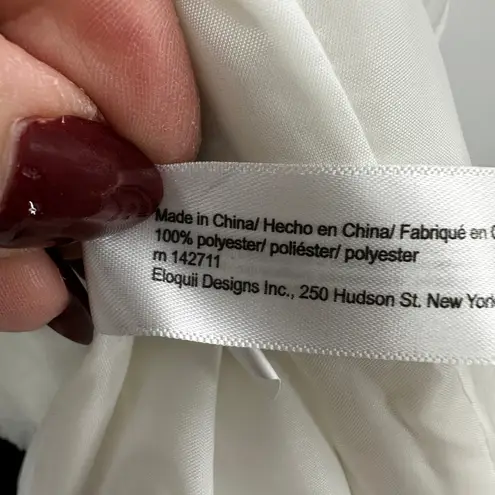 Made in China/ Hecho en China/ Fabriqué en
100% polyester/ poliéster/ polyester
rn 142711
Eloquii Designs Inc., 250 Hudson St. New York